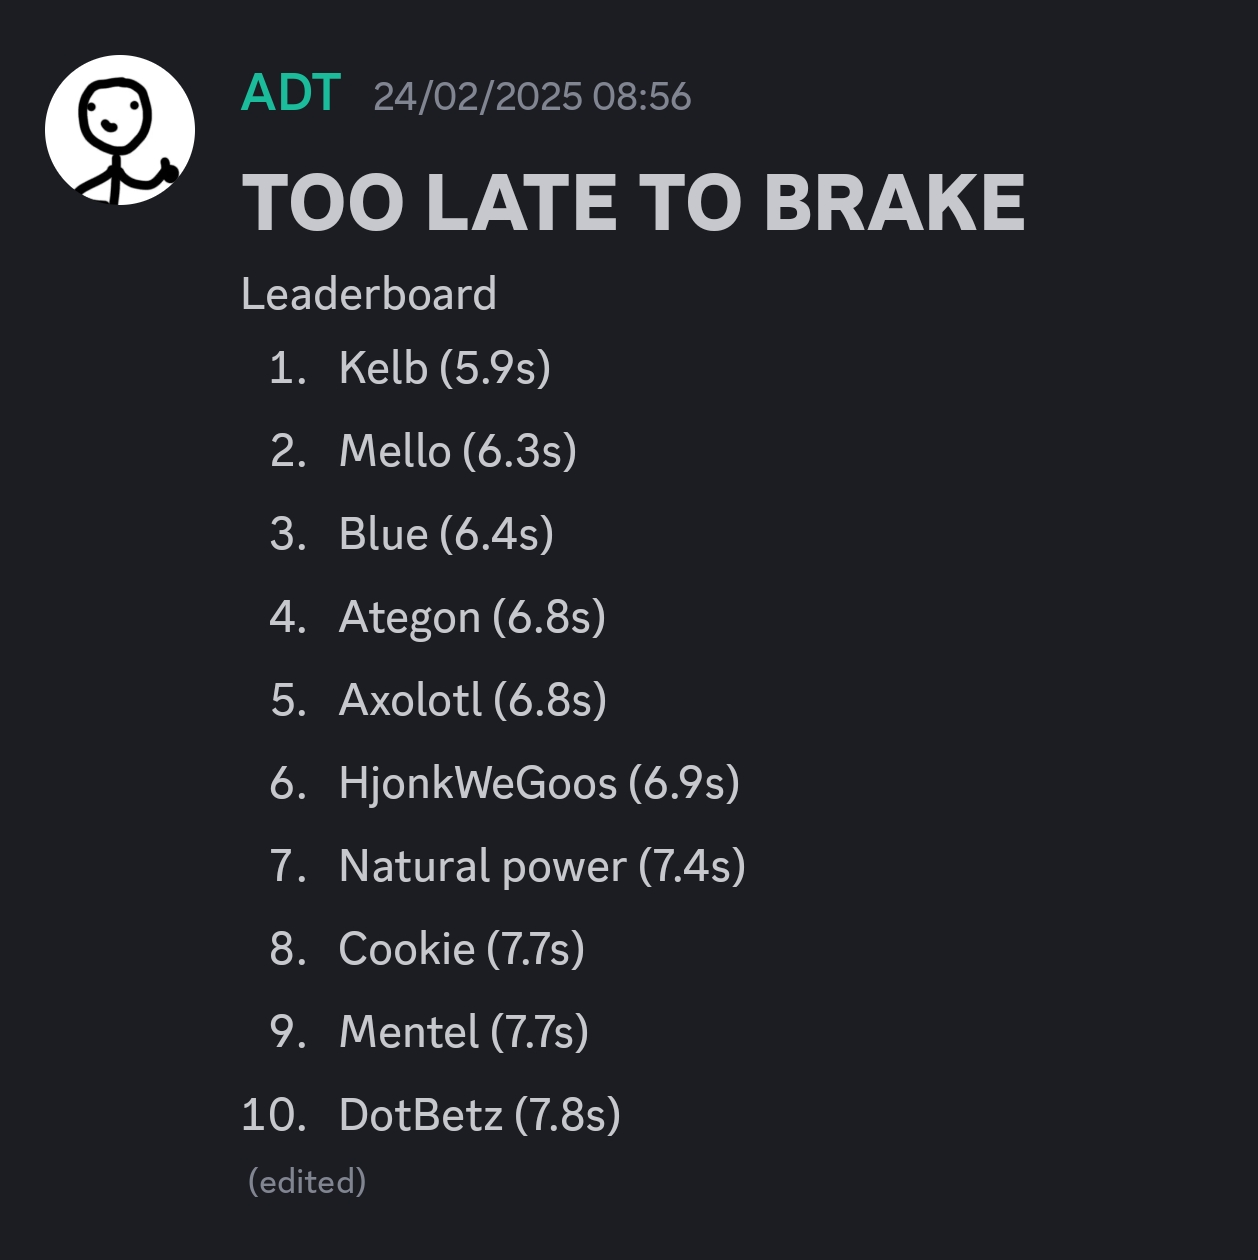 ADT 24/02/2025 08:56
TOO LATE TO BRAKE
Leaderboard
1. Kelb (5.9s)
2. Mello (6.3s)
3. Blue (6.4s)
4. Ategon (6.8s)
5. Axolotl (6.8s)
6. HjonkWeGoos (6.9s)
7. Natural power (7.4s)
8. Cookie (7.7s)
9. Mentel (7.7s)
10. DotBetz (7.8s)
(edited)